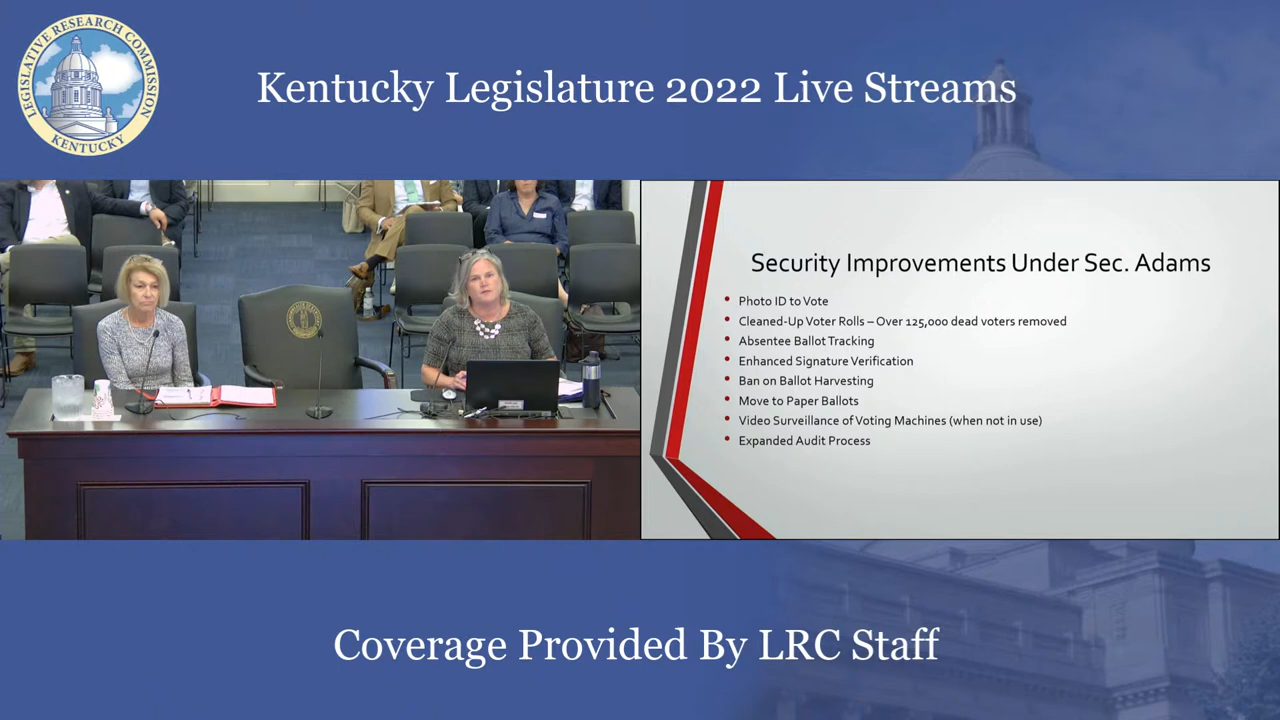 LEGISLATIVE RESEARCH COMMISSION
KENTUCKY
Kentucky Legislature 2022 Live Streams
Security Improvements Under Sec. Adams
• Photo ID to Vote
• Cleaned-Up Voter Rolls – Over 125,000 dead voters removed
• Absentee Ballot Tracking
• Enhanced Signature Verification
• Ban on Ballot Harvesting
• Move to Paper Ballots
• Video Surveillance of Voting Machines (when not in use)
• Expanded Audit Process
Coverage Provided By LRC Staff